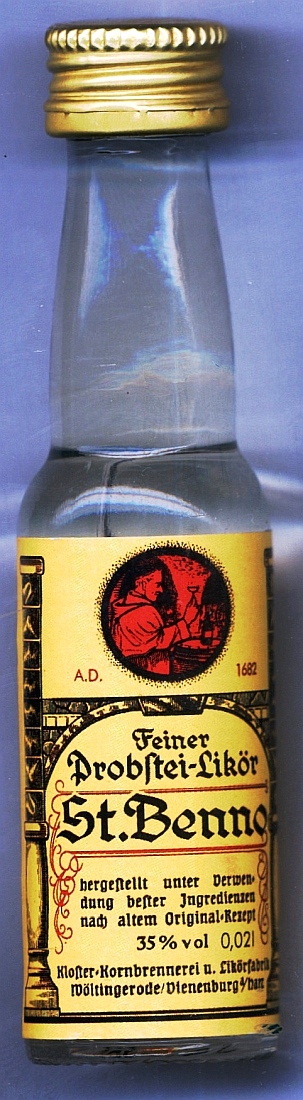 A.D. 1682
Feiner
Probstei-Likör
St. Benno
hergestellt unter Verwen-
dung bester Ingredienzen
nach altem Original-Rezept
35% vol 0,02l
Kloster-Kornbrennerei u. Likörfabrik
Wöltingerode/Vienenburg a/harz